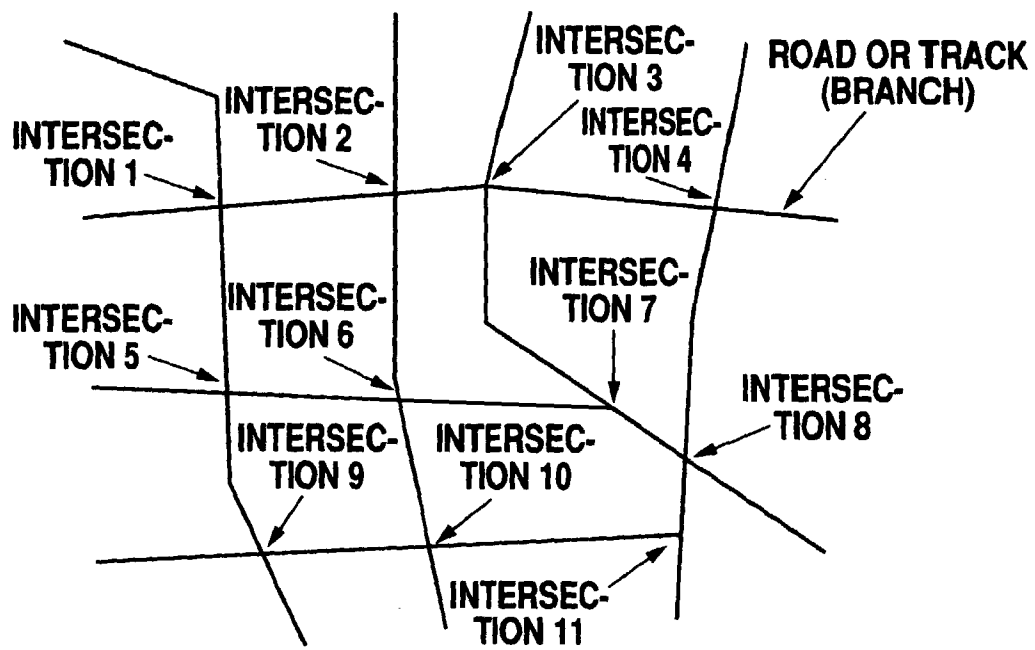 INTERSEC-
TION 1
INTERSEC-
TION 2
INTERSEC-
TION 3
INTERSEC-
TION 4
ROAD OR TRACK
(BRANCH)
INTERSEC-
TION 5
INTERSEC-
TION 6
INTERSEC-
TION 7
INTERSEC-
TION 8
INTERSEC-
TION 9
INTERSEC-
TION 10
INTERSEC-
TION 11